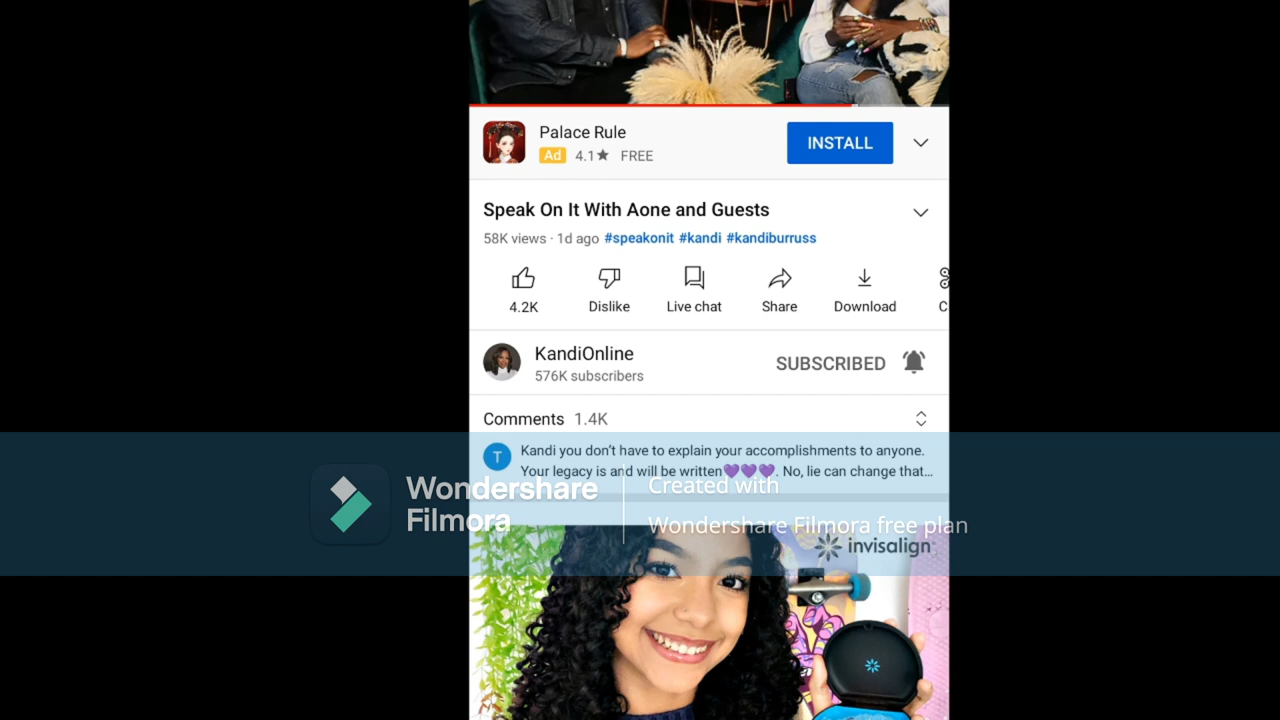 Palace Rule
INSTALL
Ad 4.1★ FREE
Speak On It With Aone and Guests
58K views · 1d ago #speakonit #kandi #kandiburruss
4.2K Dislike Live chat Share Download C
KandiOnline
576K subscribers
SUBSCRIBED
Comments 1.4K
T
Kandi you don't have to explain your accomplishments to anyone.
Your legacy is and will be written💜💜💜. No, lie can change that...
Wondershare
Filmora
Created with
Wondershare Filmora free plan
invisalign